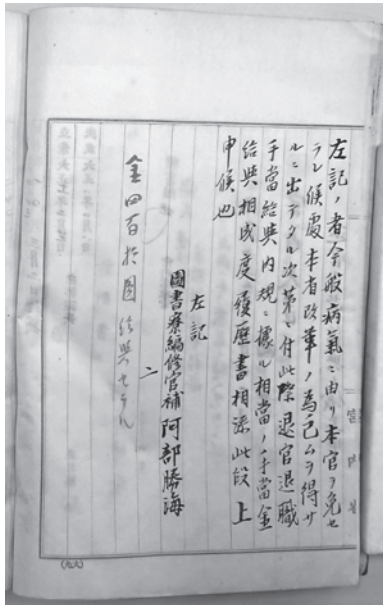 左記ノ者今般病氣ニ由リ本官ヲ免セ
ラレ候處本者改革ノ為已ムヲ得サ
ルニ出テタル次第ニ付此際退官退職
手當給與内規ニ據ル相當ノ手當金
給與相成度履歴書相添此段上
申候也
左記
圖書寮編修官補 阿部勝海
金四百拾圓給與セラル